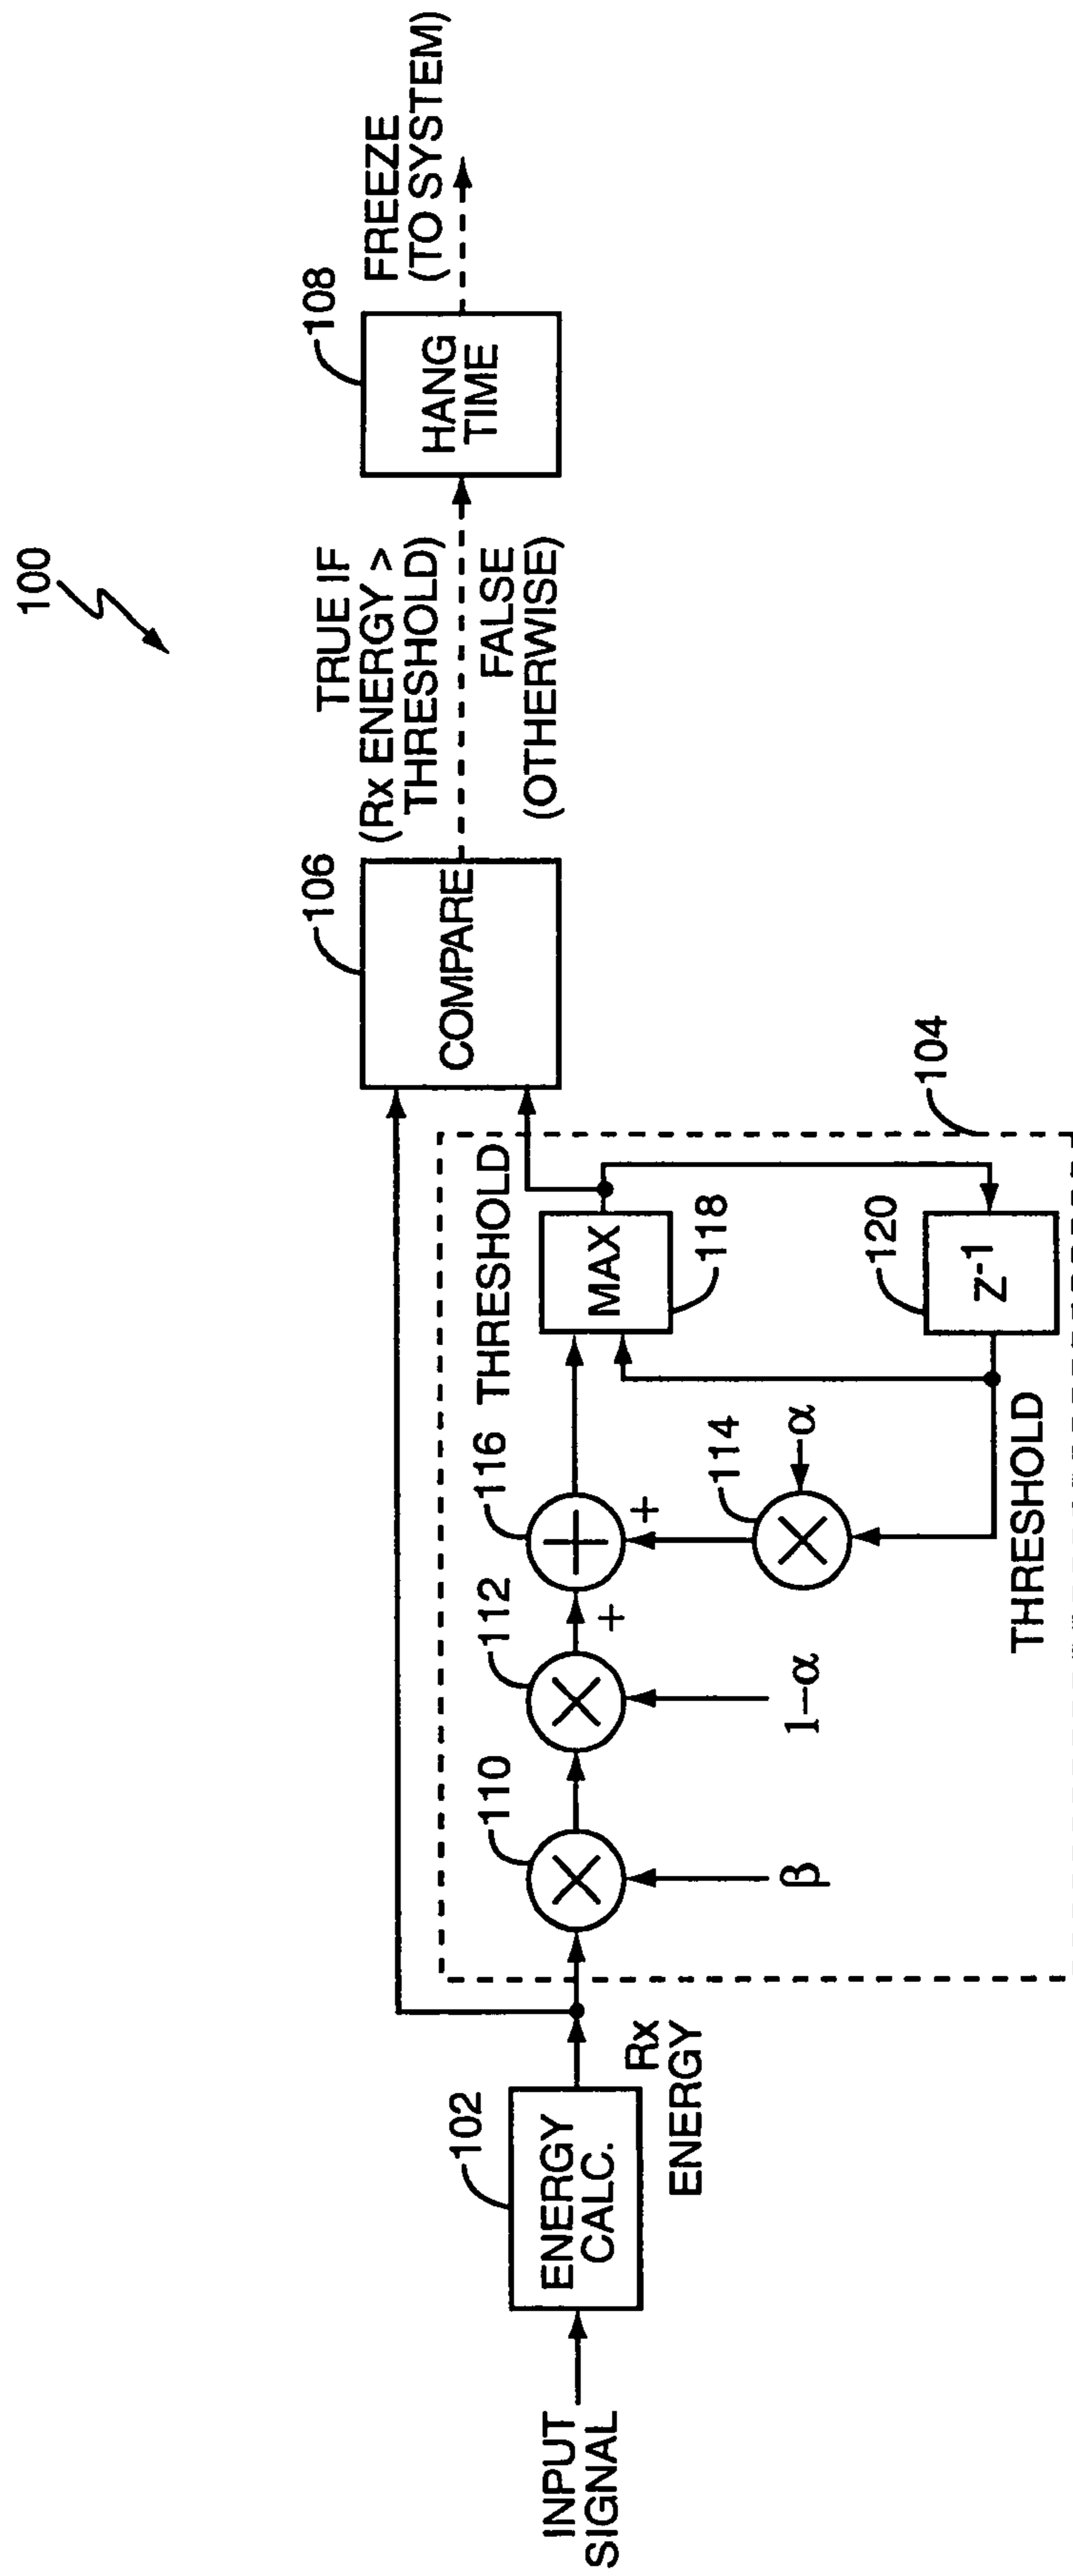 100
INPUT
SIGNAL
102
ENERGY
CALC.
Rx
ENERGY
110
β
112
1–α
+
116
+
114
α
THRESHOLD
MAX
118
120
Z-1
THRESHOLD
104
106
COMPARE
TRUE IF
(Rx ENERGY >
THRESHOLD)
FALSE
(OTHERWISE)
108
HANG
TIME
FREEZE
(TO SYSTEM)